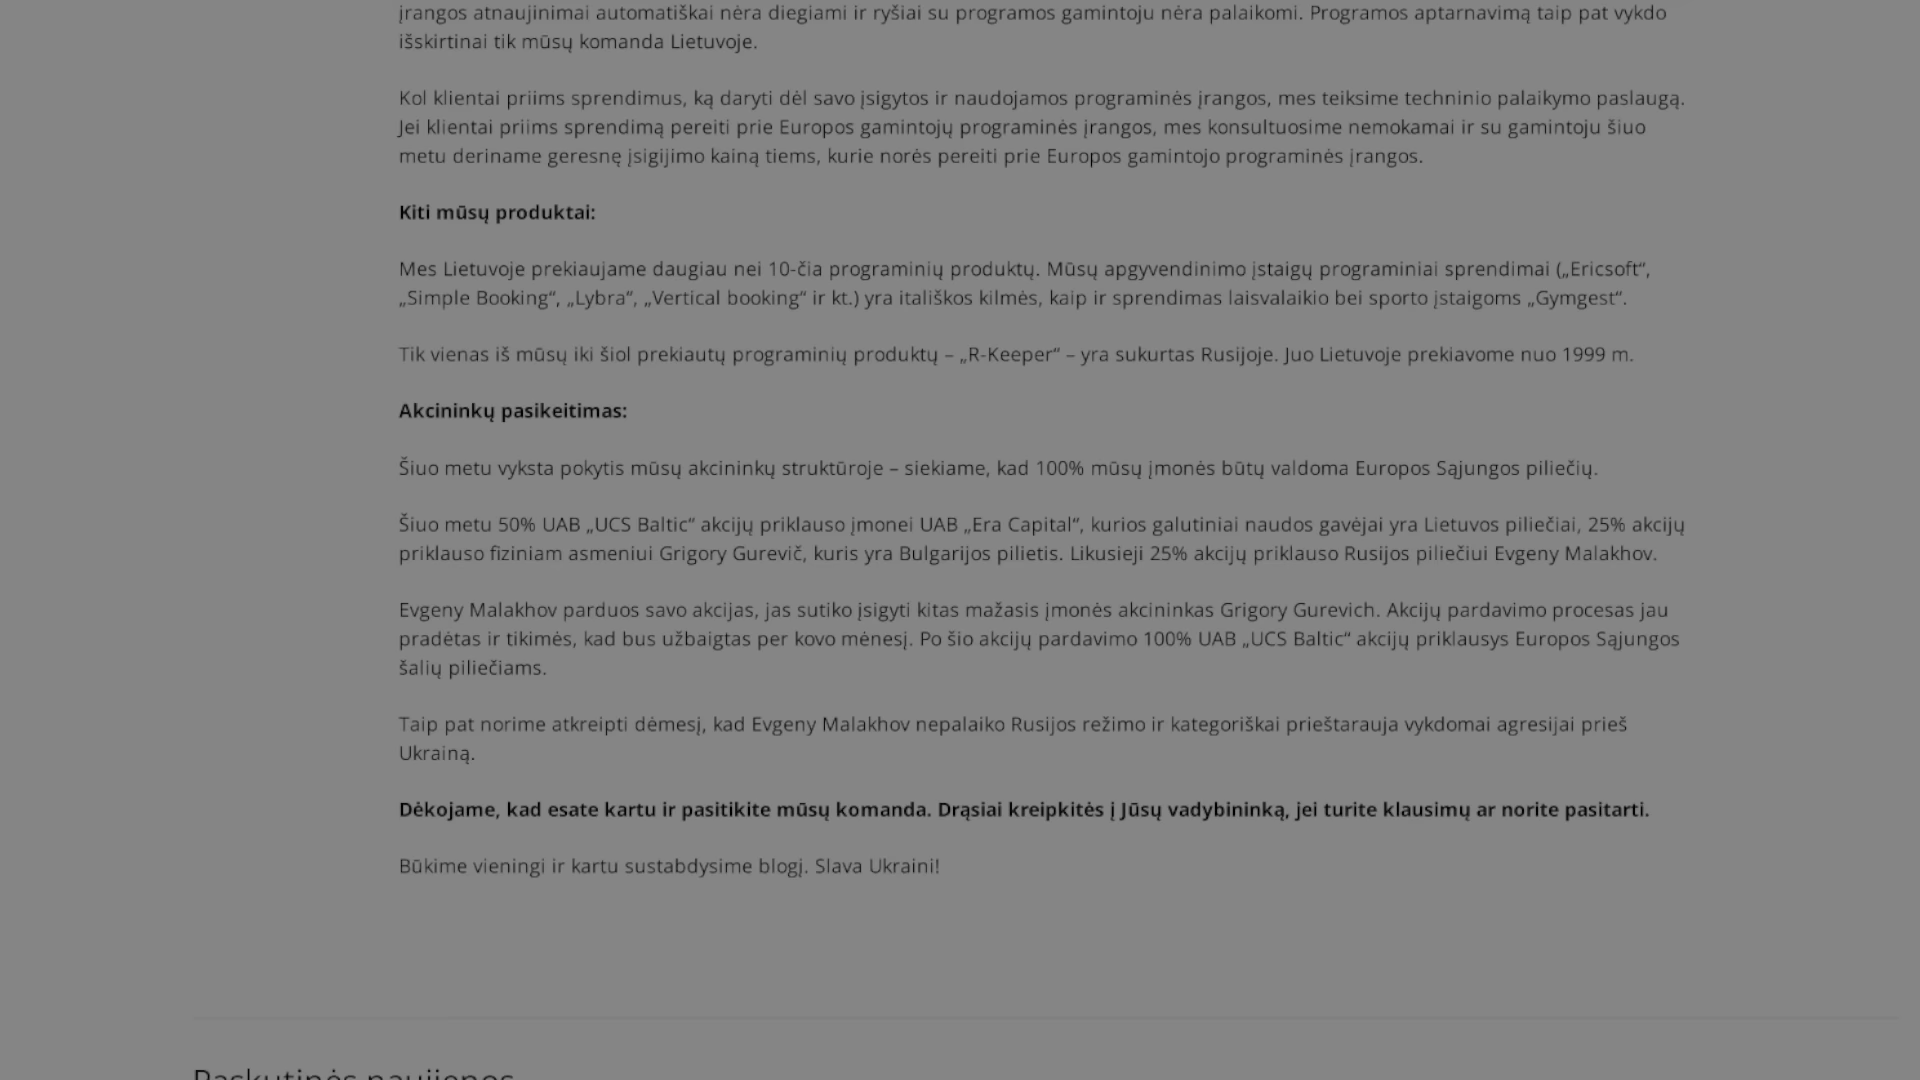 įrangos atnaujinimai automatiškai nėra diegiami ir ryšiai su programos gamintoju nėra palaikomi. Programos aptarnavimą taip pat vykdo
išskirtinai tik mūsų komanda Lietuvoje.
Kol klientai priims sprendimus, ką daryti dėl savo įsigytos ir naudojamos programinės įrangos, mes teiksime techninio palaikymo paslaugą.
Jei klientai priims sprendimą pereiti prie Europos gamintojų programinės įrangos, mes konsultuosime nemokamai ir su gamintoju šiuo
metu deriname geresnę įsigijimo kainą tiems, kurie norės pereiti prie Europos gamintojo programinės įrangos.
Kiti mūsų produktai:
Mes Lietuvoje prekiaujame daugiau nei 10-čia programinių produktų. Mūsų apgyvendinimo įstaigų programiniai sprendimai („Ericsoft“,
„Simple Booking“, „Lybra“, „Vertical booking“ ir kt.) yra itališkos kilmės, kaip ir sprendimas laisvalaikio bei sporto įstaigoms „Gymgest“.
Tik vienas iš mūsų iki šiol prekiautų programinių produktų – „R-Keeper“ – yra sukurtas Rusijoje. Juo Lietuvoje prekiavome nuo 1999 m.
Akcininkų pasikeitimas:
Šiuo metu vyksta pokytis mūsų akcininkų struktūroje – siekiame, kad 100% mūsų įmonės būtų valdoma Europos Sąjungos piliečių.
Šiuo metu 50% UAB „UCS Baltic“ akcijų priklauso įmonei UAB „Era Capital“, kurios galutiniai naudos gavėjai yra Lietuvos piliečiai, 25% akcijų
priklauso fiziniam asmeniui Grigory Gurevič, kuris yra Bulgarijos pilietis. Likusieji 25% akcijų priklauso Rusijos piliečiui Evgeny Malakhov.
Evgeny Malakhov parduos savo akcijas, jas sutiko įsigyti kitas mažasis įmonės akcininkas Grigory Gurevich. Akcijų pardavimo procesas jau
pradėtas ir tikimės, kad bus užbaigtas per kovo mėnesį. Po šio akcijų pardavimo 100% UAB „UCS Baltic“ akcijų priklausys Europos Sąjungos
šalių piliečiams.
Taip pat norime atkreipti dėmesį, kad Evgeny Malakhov nepalaiko Rusijos režimo ir kategoriškai prieštarauja vykdomai agresijai prieš
Ukrainą.
Dėkojame, kad esate kartu ir pasitikite mūsų komanda. Drąsiai kreipkitės į Jūsų vadybininką, jei turite klausimų ar norite pasitarti.
Būkime vieningi ir kartu sustabdysime blogį. Slava Ukraini!
Paskutinės naujienos